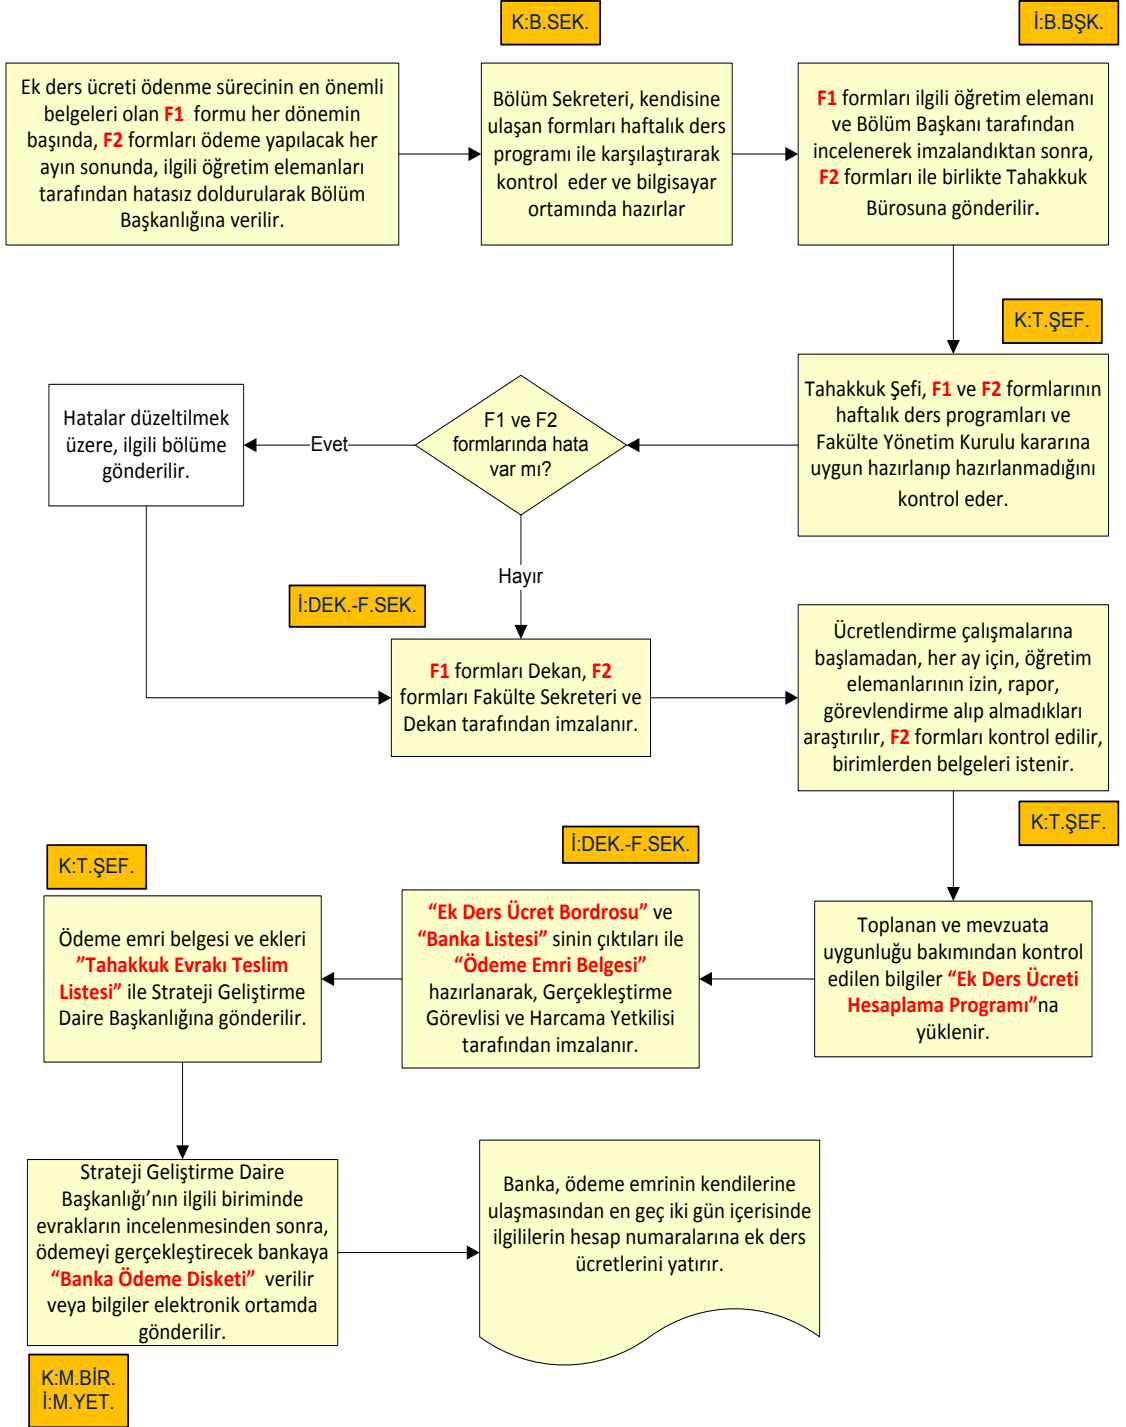 K:B.SEK.
İ:B.BŞK.
Ek ders ücreti ödenme sürecinin en önemli
belgeleri olan F1 formu her dönemin
başında, F2 formları ödeme yapılacak her
ayın sonunda, ilgili öğretim elemanları
tarafından hatasız doldurularak Bölüm
Başkanlığına verilir.
Bölüm Sekreteri, kendisine
ulaşan formları haftalık ders
programı ile karşılaştırarak
kontrol eder ve bilgisayar
ortamında hazırlar
F1 formları ilgili öğretim elemanı
ve Bölüm Başkanı tarafından
incelenerek imzalandıktan sonra,
F2 formları ile birlikte Tahakkuk
Bürosuna gönderilir.
K:T.ŞEF.
Tahakkuk Şefi, F1 ve F2 formlarının
haftalık ders programları ve
Fakülte Yönetim Kurulu kararına
uygun hazırlanıp hazırlanmadığını
kontrol eder.
F1 ve F2
formlarında hata
var mı?
Evet
Hatalar düzeltilmek
üzere, ilgili bölüme
gönderilir.
Hayır
İ:DEK.-F.SEK.
F1 formları Dekan, F2
formları Fakülte Sekreteri ve
Dekan tarafından imzalanır.
Ücretlendirme çalışmalarına
başlamadan, her ay için, öğretim
elemanlarının izin, rapor,
görevlendirme alıp almadıkları
araştırılır, F2 formları kontrol edilir,
birimlerden belgeleri istenir.
K:T.ŞEF.
Toplanan ve mevzuata
uygunluğu bakımından kontrol
edilen bilgiler “Ek Ders Ücreti
Hesaplama Programı”na
yüklenir.
İ:DEK.-F.SEK.
“Ek Ders Ücret Bordrosu” ve
“Banka Listesi” sinin çıktıları ile
“Ödeme Emri Belgesi”
hazırlanarak, Gerçekleştirme
Görevlisi ve Harcama Yetkilisi
tarafından imzalanır.
K:T.ŞEF.
Ödeme emri belgesi ve ekleri
”Tahakkuk Evrakı Teslim
Listesi” ile Strateji Geliştirme
Daire Başkanlığına gönderilir.
Strateji Geliştirme Daire
Başkanlığı’nın ilgili biriminde
evrakların incelenmesinden sonra,
ödemeyi gerçekleştirecek bankaya
“Banka Ödeme Disketi” verilir
veya bilgiler elektronik ortamda
gönderilir.
K:M.BİR.
İ:M.YET.
Banka, ödeme emrinin kendilerine
ulaşmasından en geç iki gün içerisinde
ilgililerin hesap numaralarına ek ders
ücretlerini yatırır.